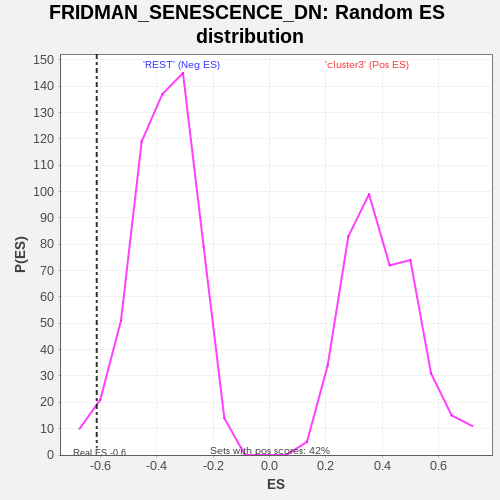 FRIDMAN_SENESCENCE_DN: Random ES
distribution
'REST' (Neg ES)
'cluster3' (Pos ES)
150
140
130
120
110
100
90
80
70
60
50
40
30
20
10
0
P(ES)
Real ES -0.6
Sets with pos scores: 42%
-0.6 -0.4 -0.2 0.0 0.2 0.4 0.6
ES